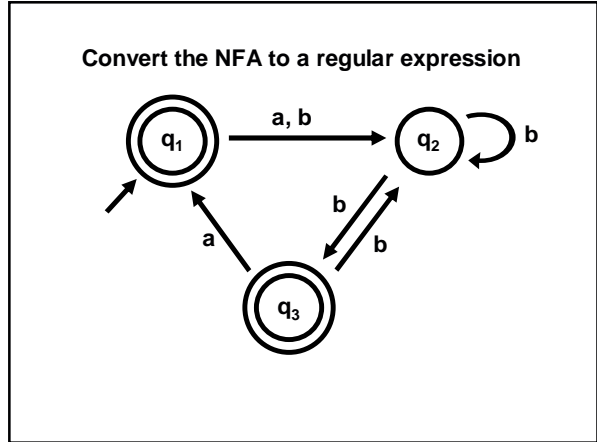 Convert the NFA to a regular expression
a, b
q₁
q₂
b
b
b
a
q₃